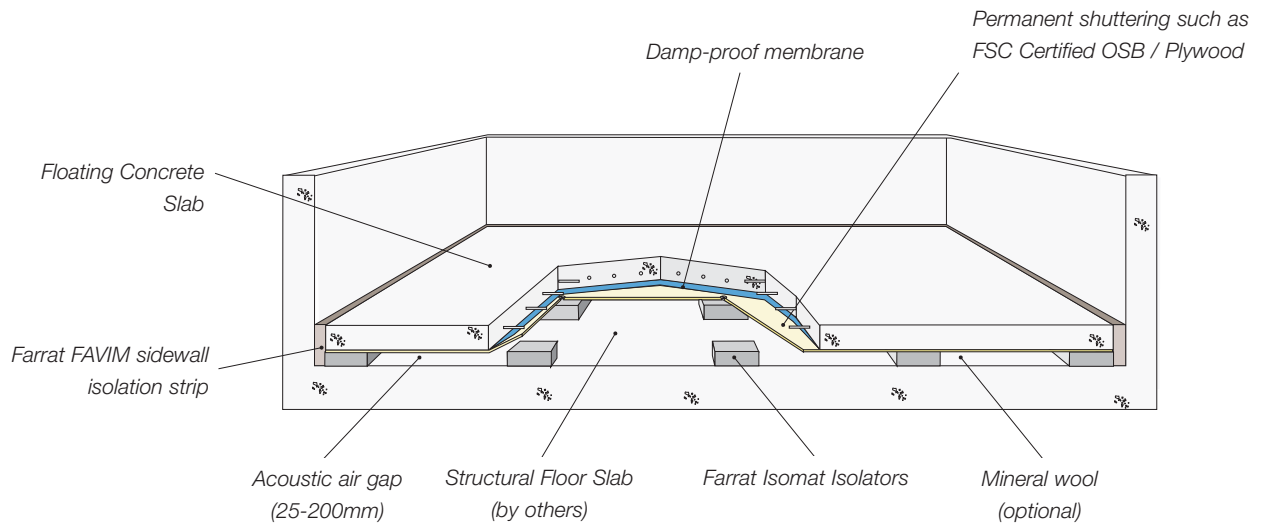 Permanent shuttering such as
FSC Certified OSB / Plywood
Damp-proof membrane
Floating Concrete
Slab
Farrat FAVIM sidewall
isolation strip
Acoustic air gap
(25-200mm)
Structural Floor Slab
(by others)
Farrat Isomat Isolators
Mineral wool
(optional)